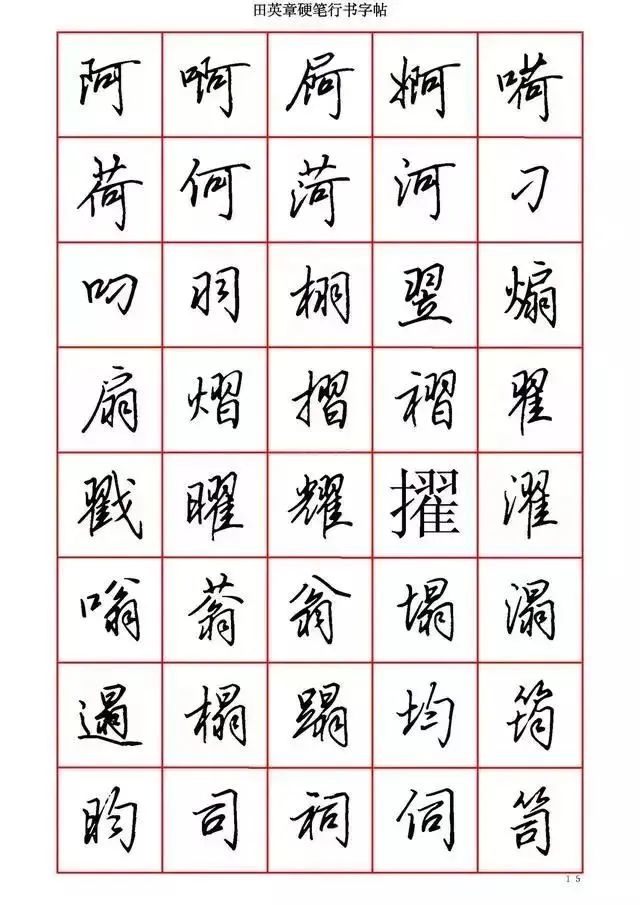 田英章硬笔行书字帖
阿 啊 屙 婀 嗬
荷 何 菏 河 刁
叼 羽 栩 翌 煽
扇 熠 摺 褶 翟
戳 曜 耀 擢 濯
嗡 蓊 翁 塌 溻
遢 榻 蹋 均 筠
昀 司 祠 伺 笥
15